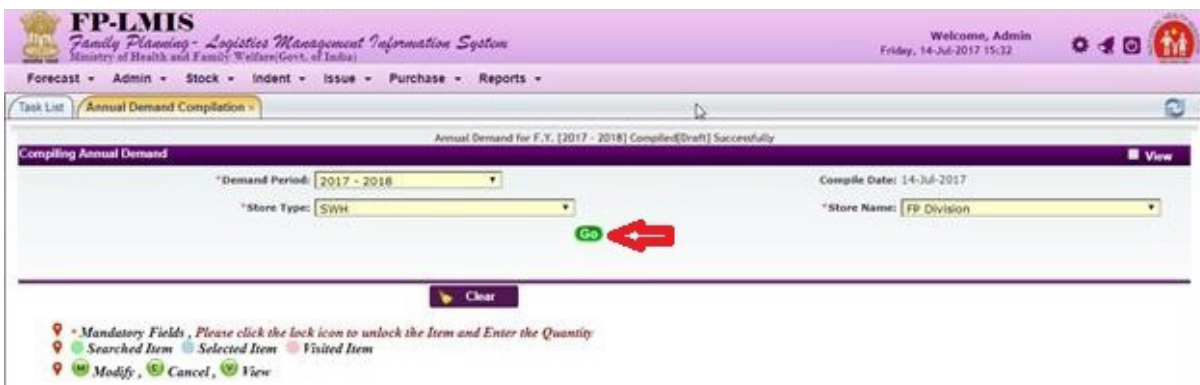 FP-LMIS
Family Planning - Logistics Management Information System
Ministry of Health and Family Welfare(Govt. of India)
Welcome, Admin
Friday, 14-Jul-2017 15:32
Forecast Admin Stock Indent Issue Purchase Reports
Task List Annual Demand Compilation ×
Annual Demand for F.Y. [2017 - 2018] Compiled[Draft] Successfully
Compiling Annual Demand View
*Demand Period: 2017 - 2018 Compile Date: 14-Jul-2017
*Store Type: SWH *Store Name: FP Division
Go
Clear
* Mandatory Fields , Please click the lock icon to unlock the Item and Enter the Quantity
Searched Item Selected Item Visited Item
M Modify , C Cancel , V View